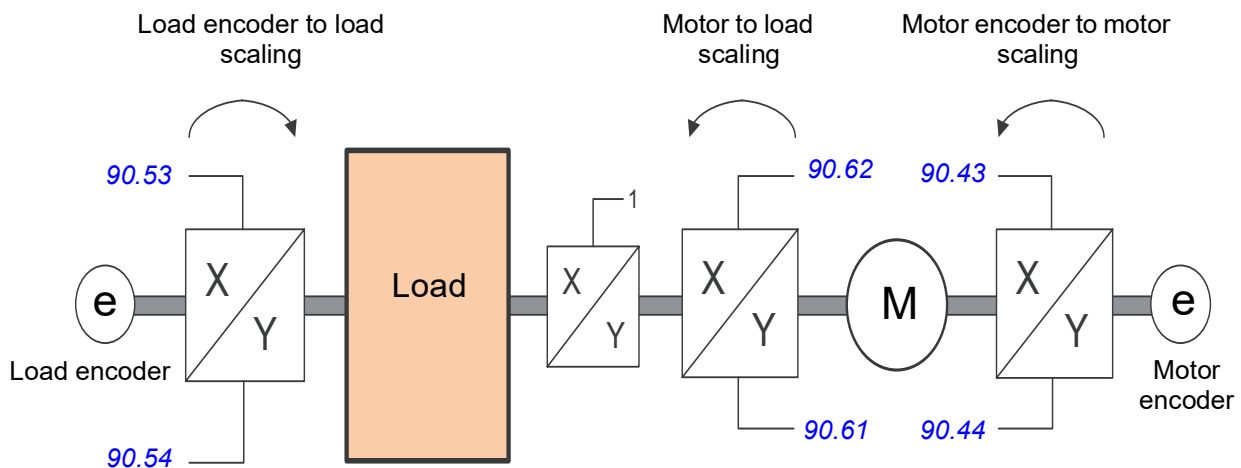 Load encoder to load
scaling
Motor to load
scaling
Motor encoder to motor
scaling
90.53
90.62
90.43
1
X
Y
Load
X
Y
X
Y
M
X
Y
e
e
Load encoder
Motor
encoder
90.54
90.61
90.44